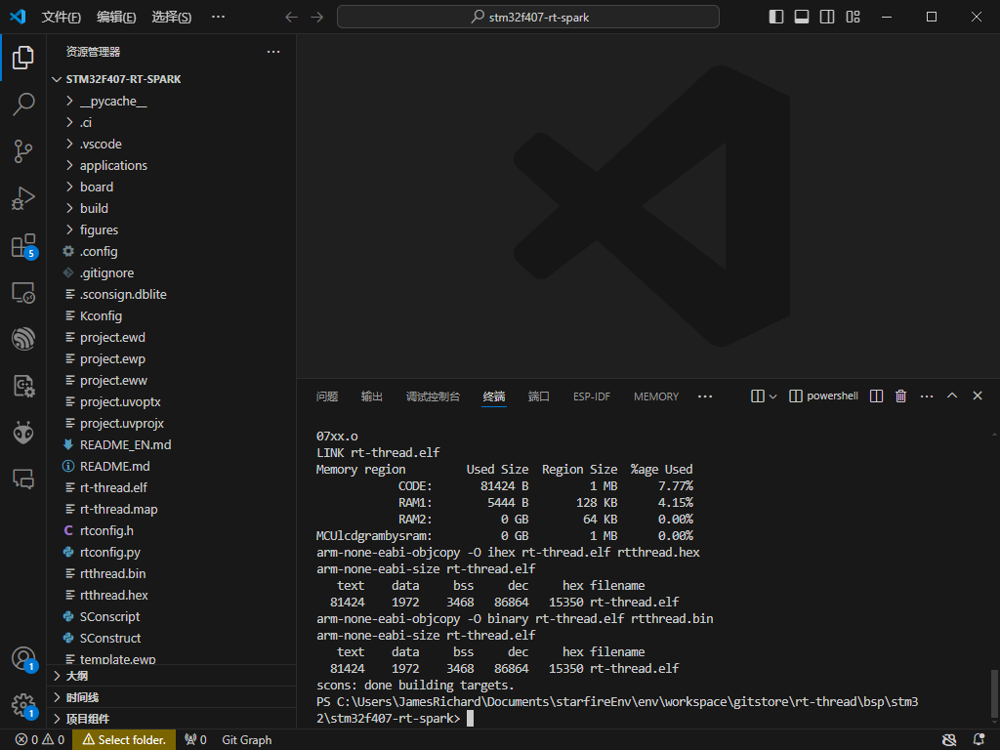 文件(F) 编辑(E) 选择(S) ··· stm32f407-rt-spark
资源管理器 ···
STM32F407-RT-SPARK
__pycache__
.ci
.vscode
applications
board
build
figures
.config
.gitignore
.sconsign.dblite
Kconfig
project.ewd
project.ewp
project.eww
project.uvoptx
project.uvprojx
README_EN.md
README.md
rt-thread.elf
rt-thread.map
rtconfig.h
rtconfig.py
rtthread.bin
rtthread.hex
SConscript
SConstruct
template.ewp
大纲
时间线
项目组件
5
1
1
问题 输出 调试控制台 终端 端口 ESP-IDF MEMORY ··· powershell ···
07xx.o
LINK rt-thread.elf
Memory region         Used Size  Region Size  %age Used
            CODE:       81424 B         1 MB      7.77%
            RAM1:        5444 B       128 KB      4.15%
            RAM2:          0 GB        64 KB      0.00%
MCUlcdgrambysram:          0 GB         1 MB      0.00%
arm-none-eabi-objcopy -O ihex rt-thread.elf rtthread.hex
arm-none-eabi-size rt-thread.elf
   text    data     bss     dec     hex filename
  81424    1972    3468   86864   15350 rt-thread.elf
arm-none-eabi-objcopy -O binary rt-thread.elf rtthread.bin
arm-none-eabi-size rt-thread.elf
   text    data     bss     dec     hex filename
  81424    1972    3468   86864   15350 rt-thread.elf
scons: done building targets.
PS C:\Users\JamesRichard\Documents\starfireEnv\env\workspace\gitstore\rt-thread\bsp\stm3
2\stm32f407-rt-spark>
0 0 Select folder. 0 Git Graph